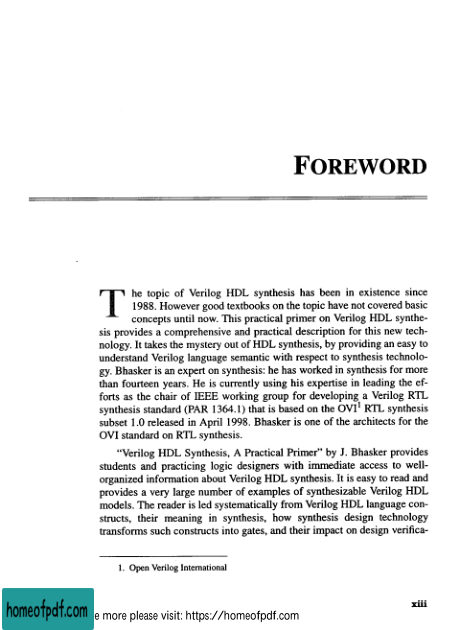 FOREWORD
The topic of Verilog HDL synthesis has been in existence since
1988. However good textbooks on the topic have not covered basic
concepts until now. This practical primer on Verilog HDL synthe-
sis provides a comprehensive and practical description for this new tech-
nology. It takes the mystery out of HDL synthesis, by providing an easy to
understand Verilog language semantic with respect to synthesis technolo-
gy. Bhasker is an expert on synthesis: he has worked in synthesis for more
than fourteen years. He is currently using his expertise in leading the ef-
forts as the chair of IEEE working group for developing a Verilog RTL
synthesis standard (PAR 1364.1) that is based on the OVI1 RTL synthesis
subset 1.0 released in April 1998. Bhasker is one of the architects for the
OVI standard on RTL synthesis.
“Verilog HDL Synthesis, A Practical Primer” by J. Bhasker provides
students and practicing logic designers with immediate access to well-
organized information about Verilog HDL synthesis. It is easy to read and
provides a very large number of examples of synthesizable Verilog HDL
models. The reader is led systematically from Verilog HDL language con-
structs, their meaning in synthesis, how synthesis design technology
transforms such constructs into gates, and their impact on design verifica-
1. Open Verilog International
xiii
homeofpdf.com
e more please visit: https://homeofpdf.com